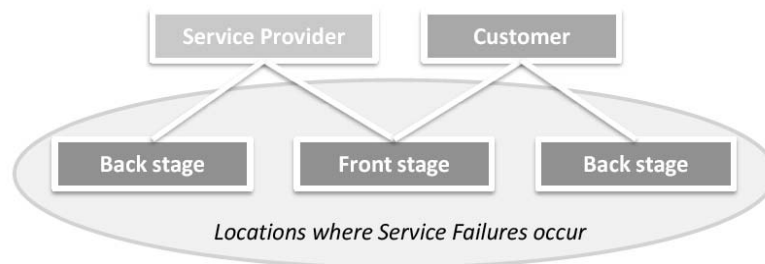 Service Provider
Customer
Back stage
Front stage
Back stage
Locations where Service Failures occur